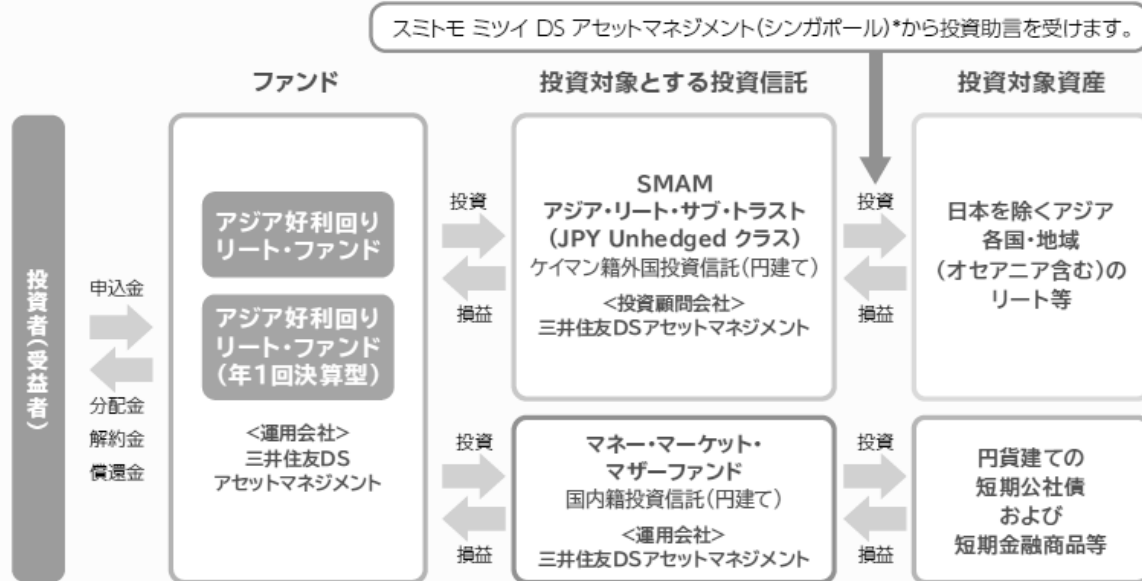 スミトモ ミツイ DS アセットマネジメント(シンガポール)*から投資助言を受けます。
ファンド
投資対象とする投資信託
投資対象資産
投資者(受益者)
申込金
分配金
解約金
償還金
アジア好利回り
リート・ファンド
アジア好利回り
リート・ファンド
(年1回決算型)
<運用会社>
三井住友DS
アセットマネジメント
投資
損益
SMAM
アジア・リート・サブ・トラスト
(JPY Unhedged クラス)
ケイマン籍外国投資信託(円建て)
<投資顧問会社>
三井住友DSアセットマネジメント
投資
損益
日本を除くアジア
各国・地域
(オセアニア含む)の
リート等
投資
損益
マネー・マーケット・
マザーファンド
国内籍投資信託(円建て)
<運用会社>
三井住友DSアセットマネジメント
投資
損益
円貨建ての
短期公社債
および
短期金融商品等